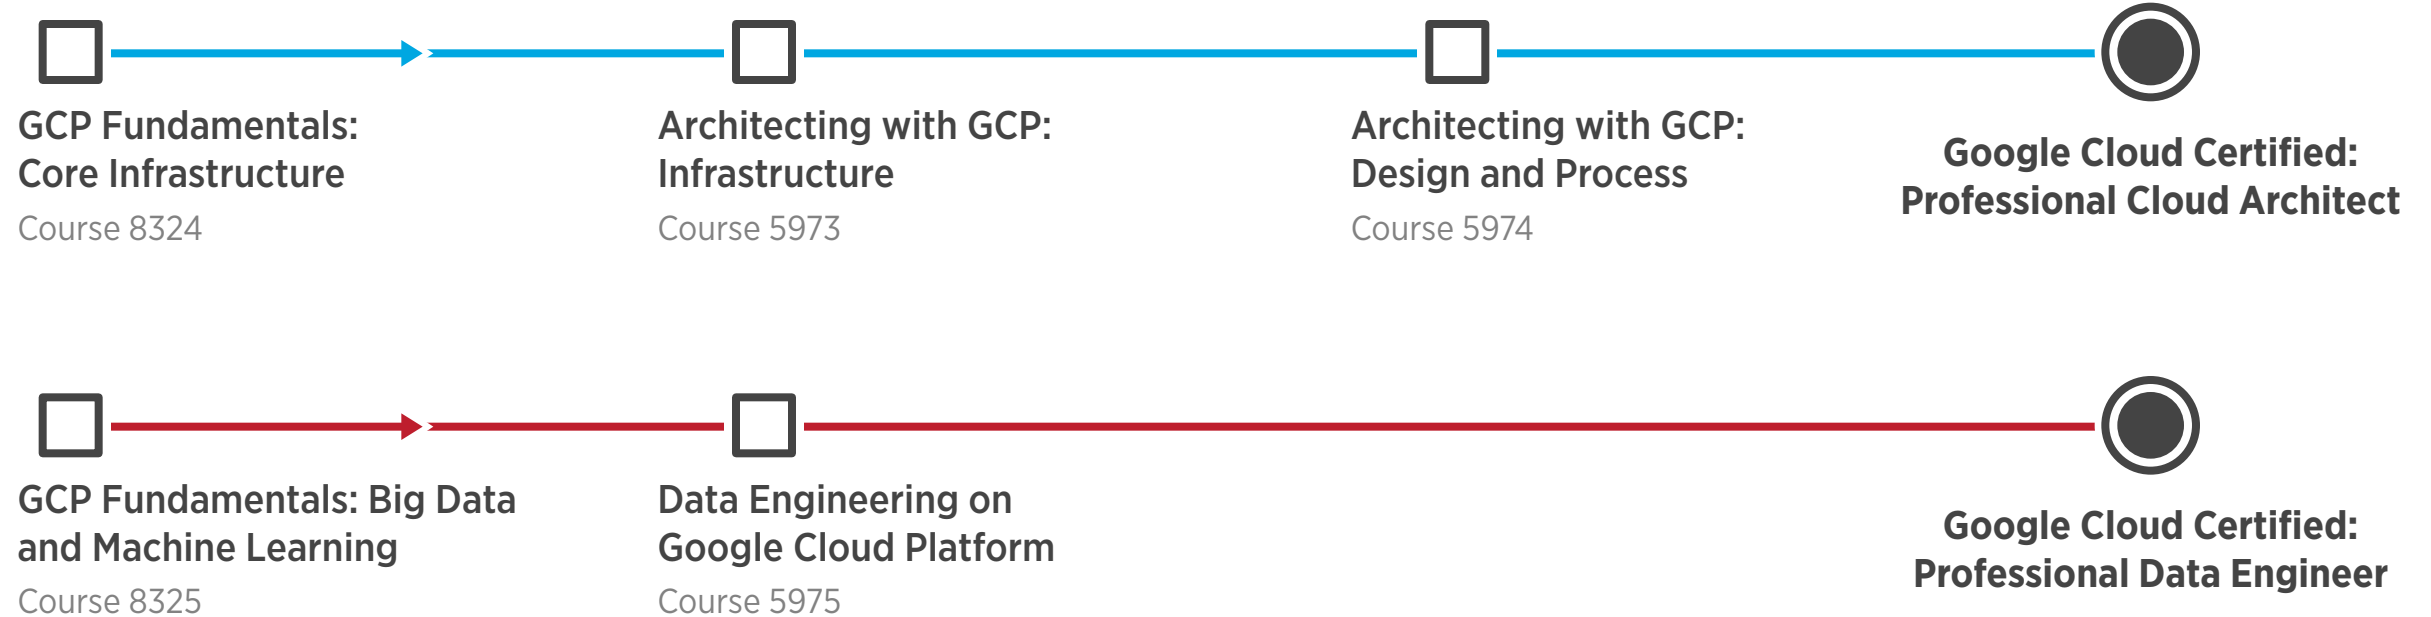 GCP Fundamentals:
Core Infrastructure
Course 8324
Architecting with GCP:
Infrastructure
Course 5973
Architecting with GCP:
Design and Process
Course 5974
Google Cloud Certified:
Professional Cloud Architect
GCP Fundamentals: Big Data
and Machine Learning
Course 8325
Data Engineering on
Google Cloud Platform
Course 5975
Google Cloud Certified:
Professional Data Engineer